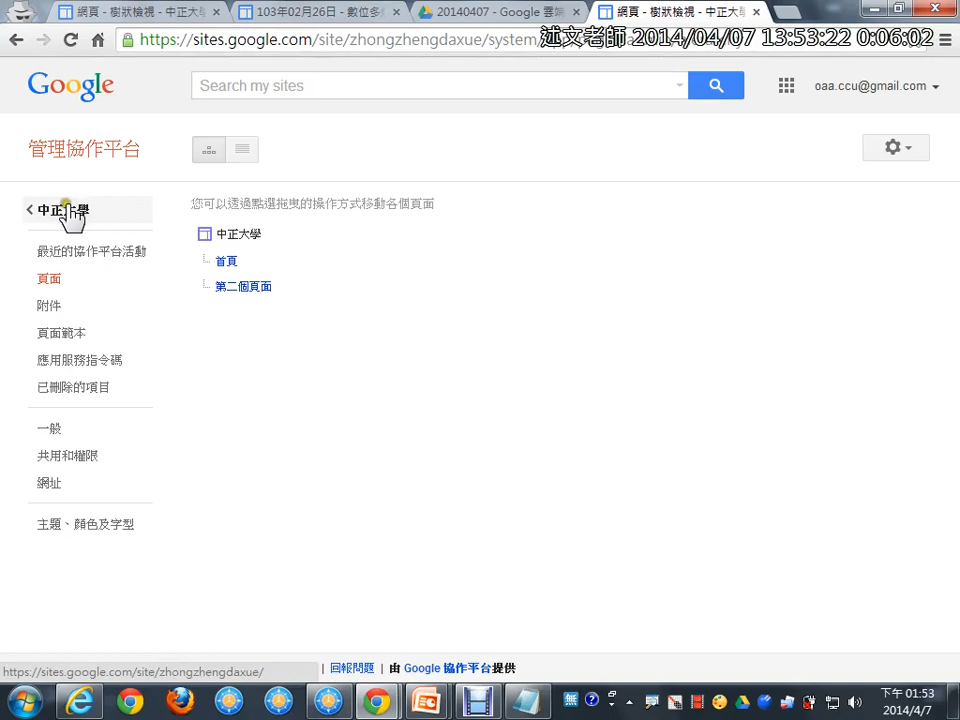 網頁 - 樹狀檢視 - 中正大學
103年02月26日 - 數位多
20140407 - Google 雲端
網頁 - 樹狀檢視 - 中正大學
https://sites.google.com/site/zhongzhengdaxue/system
述文老師 2014/04/07 13:53:22 0:06:02
Google
Search my sites
oaa.ccu@gmail.com
管理協作平台
中正大學
最近的協作平台活動
頁面
附件
頁面範本
應用服務指令碼
已刪除的項目
一般
共用和權限
網址
主題、顏色及字型
您可以透過點選拖曳的操作方式移動各個頁面
中正大學
首頁
第二個頁面
https://sites.google.com/site/zhongzhengdaxue/
| 回報問題 | 由 Google 協作平台提供
下午 01:53
2014/4/7